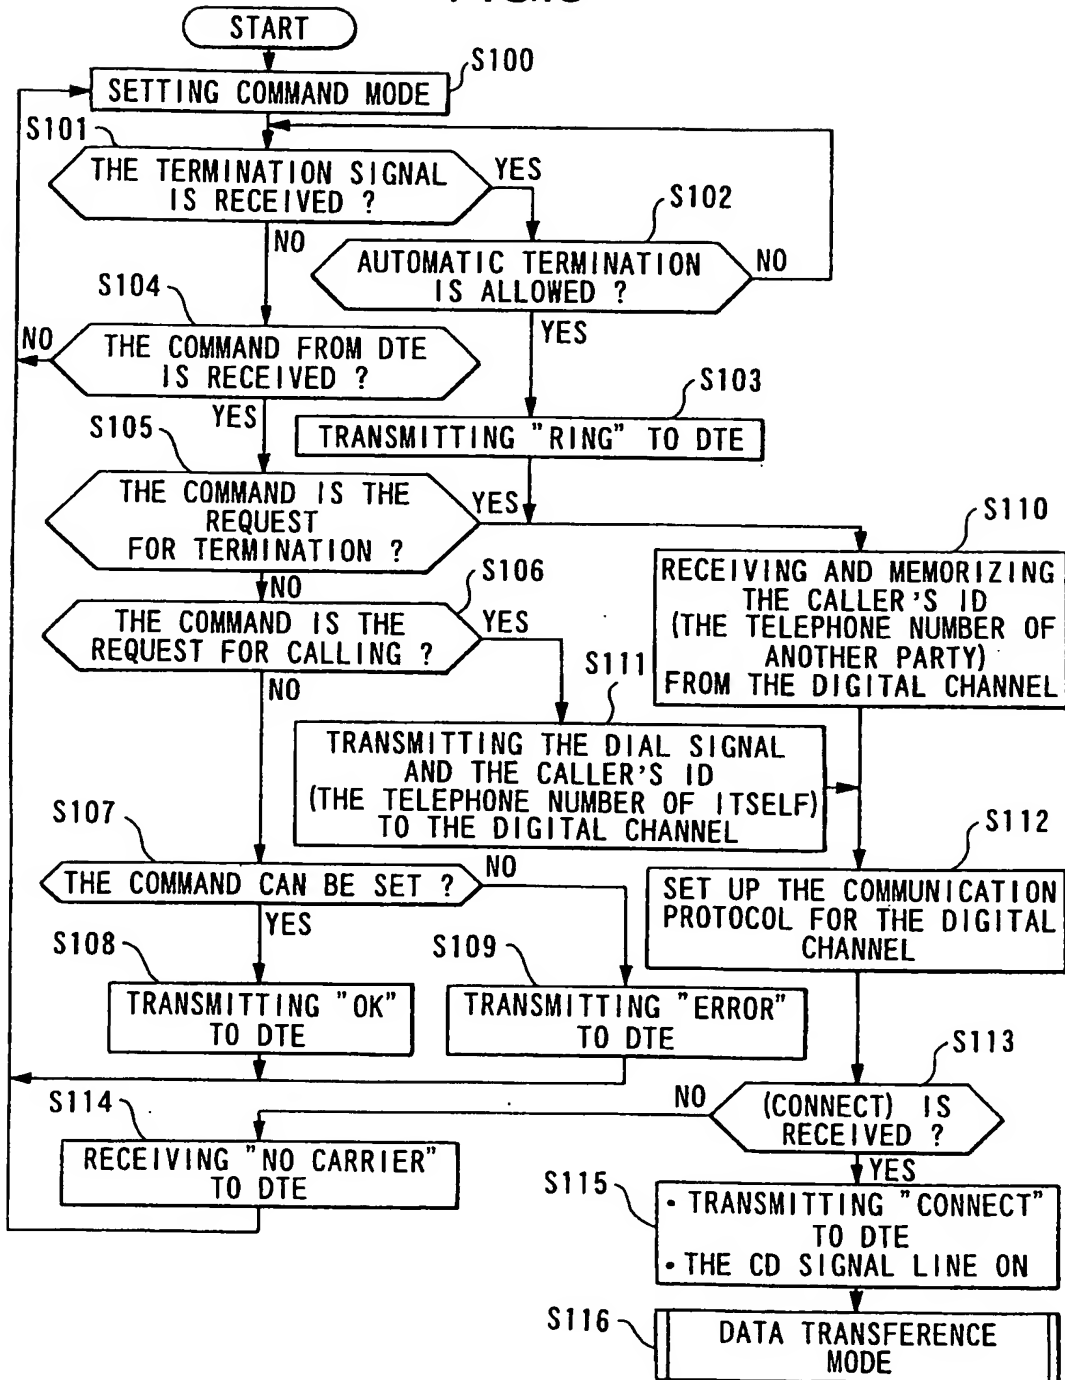 START
S100
SETTING COMMAND MODE
S101
THE TERMINATION SIGNAL
IS RECEIVED ?
YES
NO
S102
AUTOMATIC TERMINATION
IS ALLOWED ?
NO
YES
S104
NO
THE COMMAND FROM DTE
IS RECEIVED ?
YES
S103
TRANSMITTING "RING" TO DTE
S105
THE COMMAND IS THE
REQUEST
FOR TERMINATION ?
YES
NO
S110
RECEIVING AND MEMORIZING
THE CALLER'S ID
(THE TELEPHONE NUMBER OF
ANOTHER PARTY)
FROM THE DIGITAL CHANNEL
S106
THE COMMAND IS THE
REQUEST FOR CALLING ?
YES
NO
S111
TRANSMITTING THE DIAL SIGNAL
AND THE CALLER'S ID
(THE TELEPHONE NUMBER OF ITSELF)
TO THE DIGITAL CHANNEL
S107
THE COMMAND CAN BE SET ?
NO
YES
S112
SET UP THE COMMUNICATION
PROTOCOL FOR THE DIGITAL
CHANNEL
S108
TRANSMITTING "OK"
TO DTE
S109
TRANSMITTING "ERROR"
TO DTE
S113
(CONNECT) IS
RECEIVED ?
NO
YES
S114
RECEIVING "NO CARRIER"
TO DTE
S115
• TRANSMITTING "CONNECT"
TO DTE
• THE CD SIGNAL LINE ON
S116
DATA TRANSFERENCE
MODE